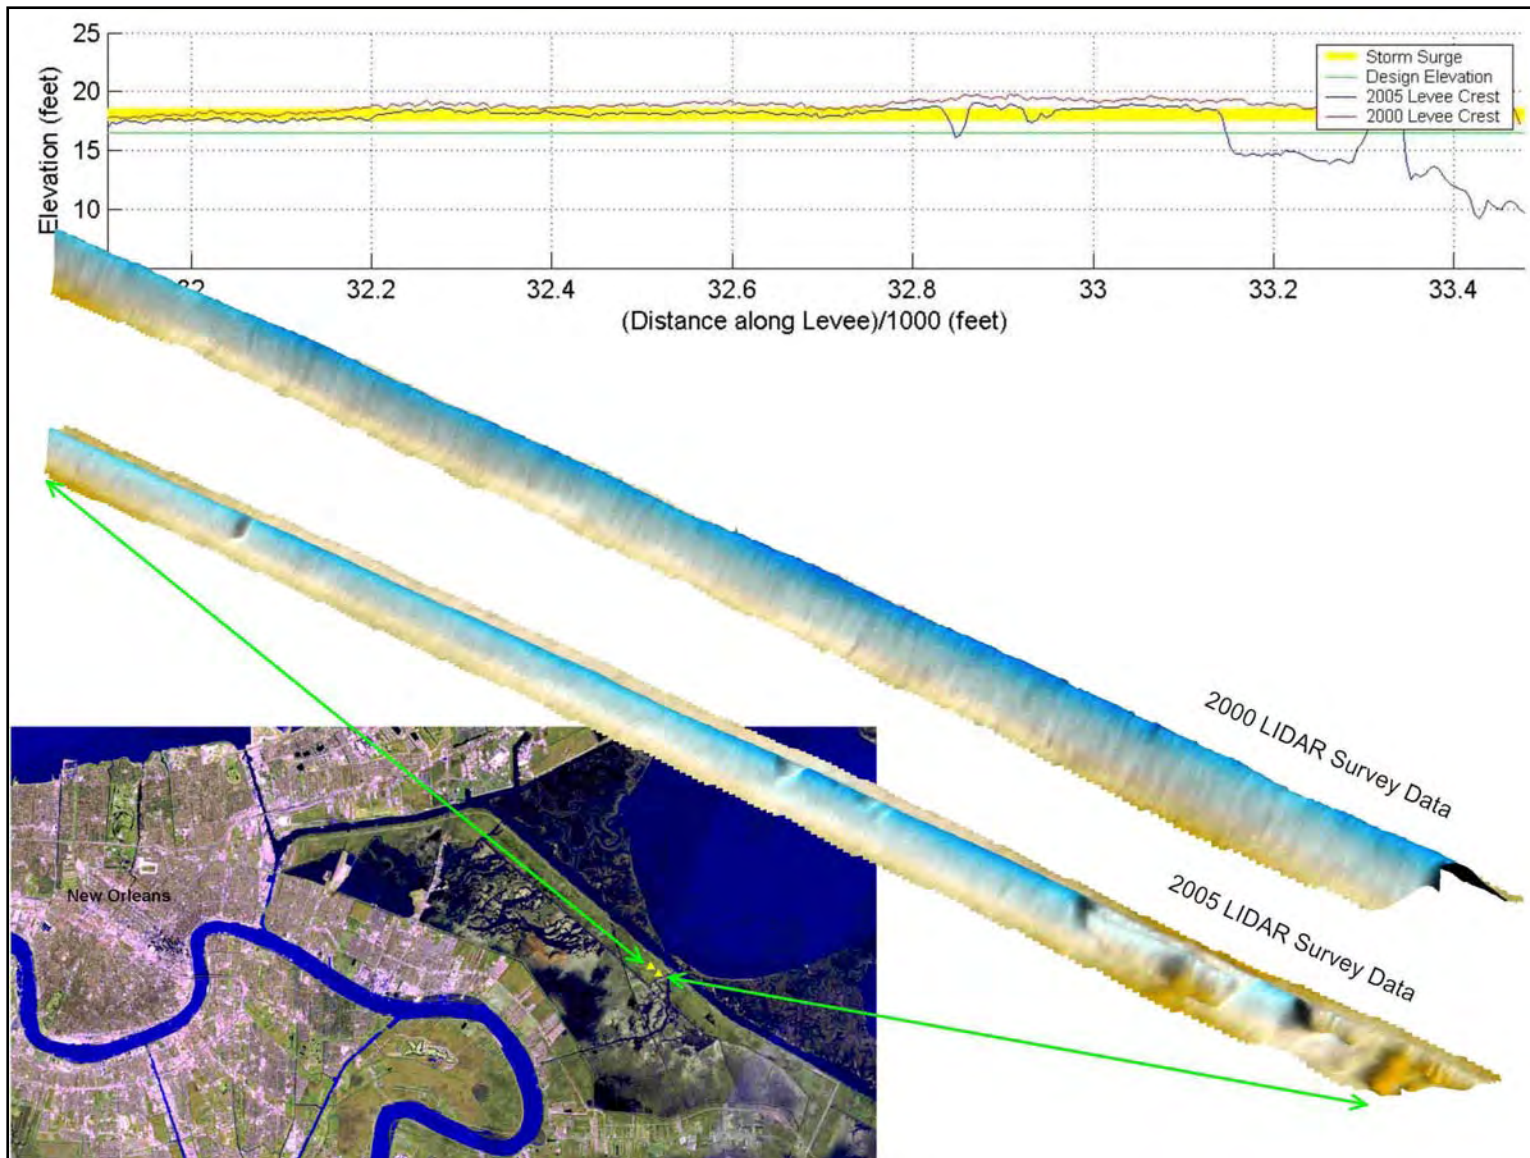 25
20
15
10
Elevation (feet)
Storm Surge
Design Elevation
2005 Levee Crest
2000 Levee Crest
22
32.2
32.4
32.6
32.8
33
33.2
33.4
(Distance along Levee)/1000 (feet)
2000 LIDAR Survey Data
2005 LIDAR Survey Data
New Orleans